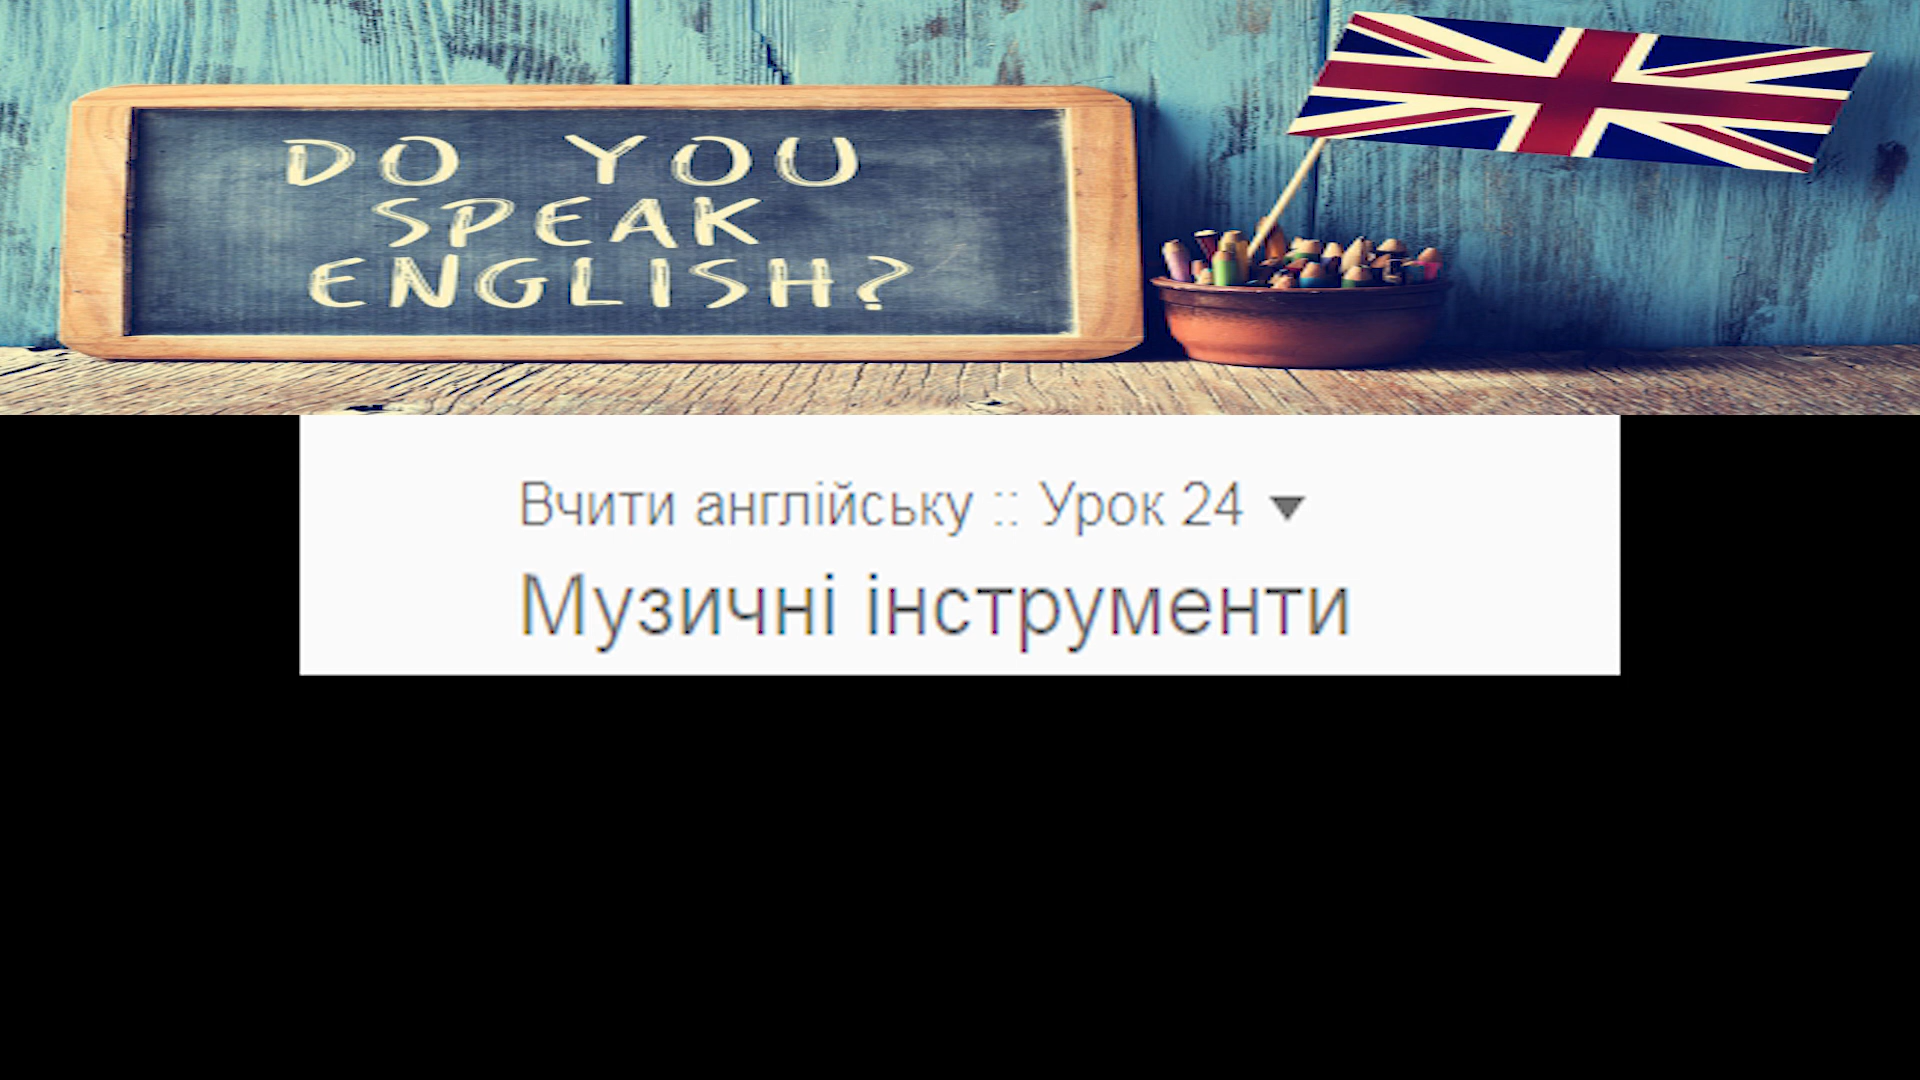 DO YOU
SPEAK
ENGLISH?
Вчити англійську :: Урок 24
Музичні інструменти